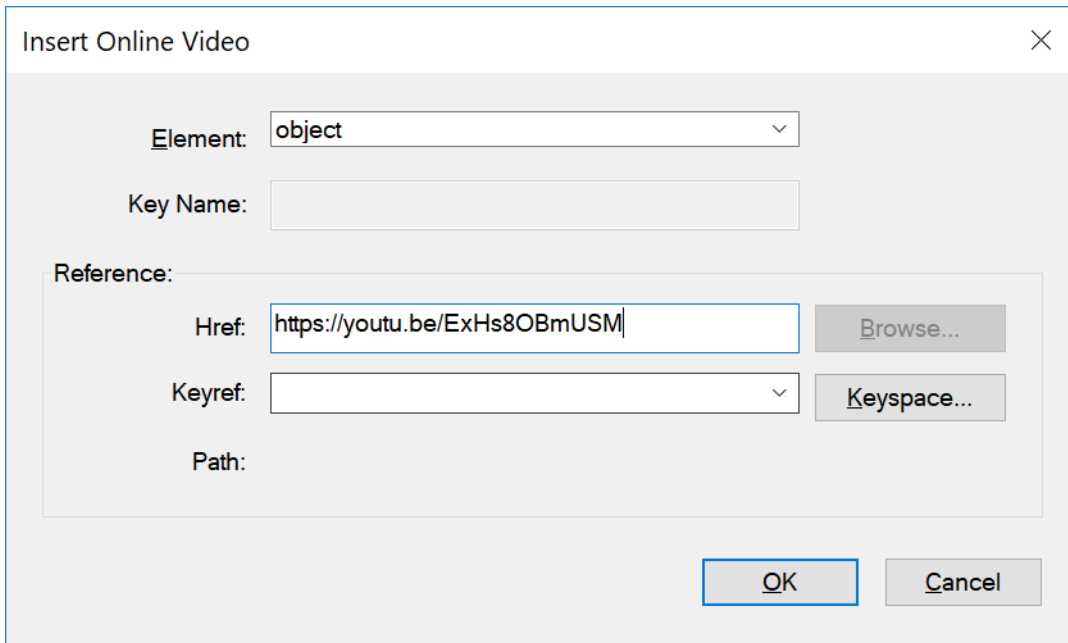 Insert Online Video
Element: object
Key Name:
Reference:
Href: https://youtu.be/ExHs8OBmUSM Browse...
Keyref: Keyspace...
Path:
OK Cancel